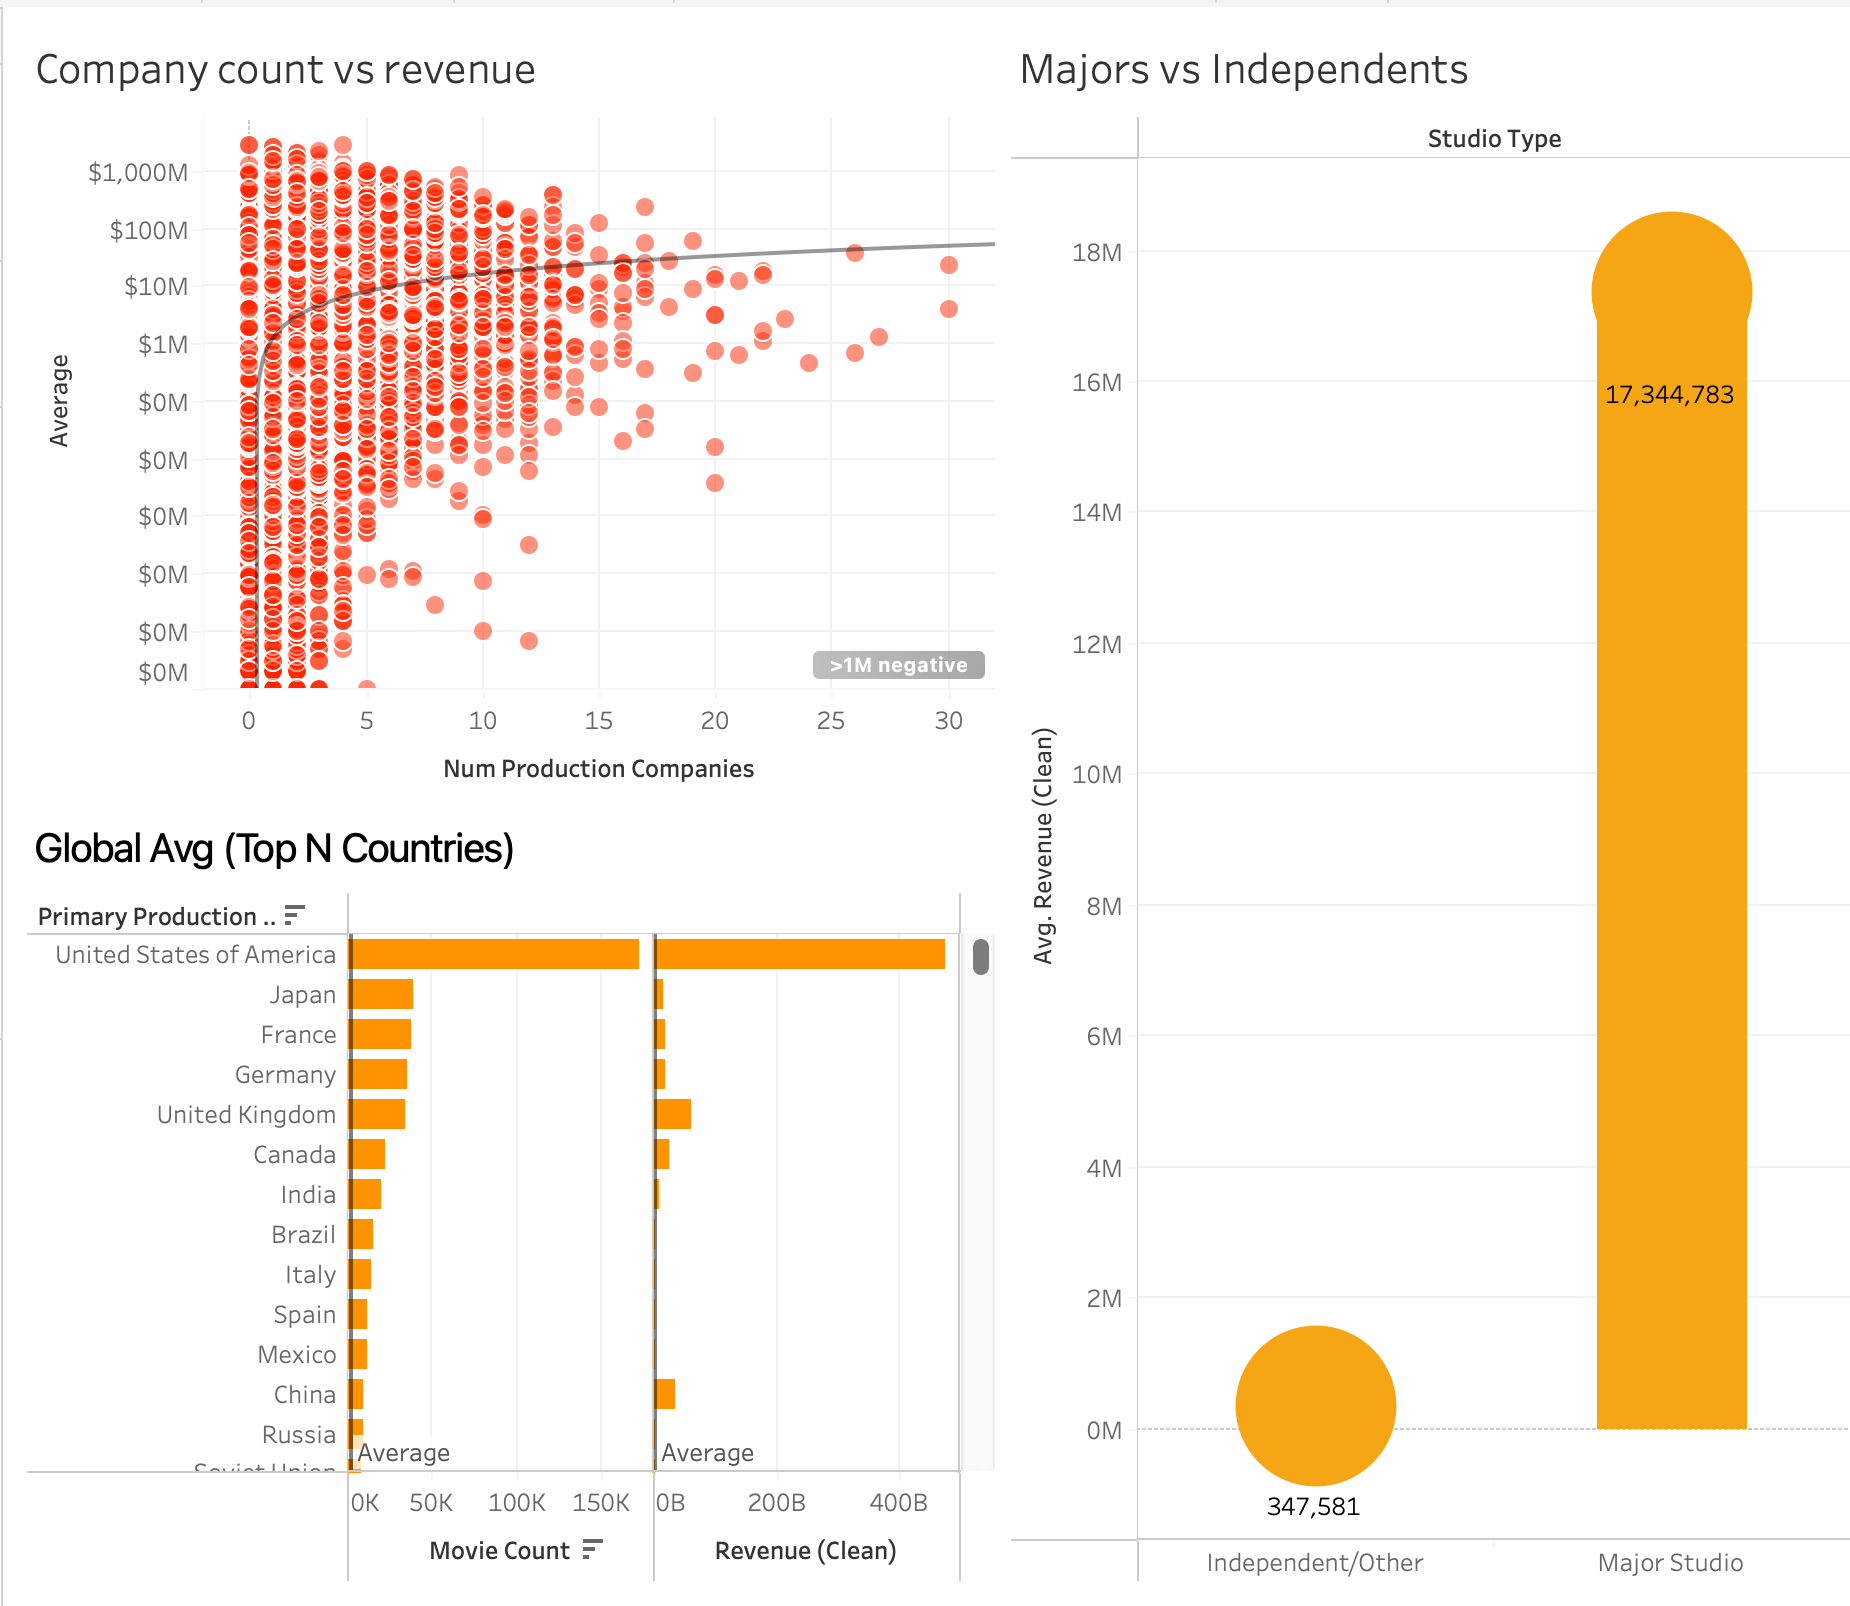 Company count vs revenue
$1,000M
$100M
$10M
$1M
$0M
$0M
$0M
$0M
$0M
$0M
Average
0 5 10 15 20 25 30
>1M negative
Num Production Companies
Global Avg (Top N Countries)
Primary Production ..
United States of America
Japan
France
Germany
United Kingdom
Canada
India
Brazil
Italy
Spain
Mexico
China
Russia
Soviet Union
Average Average
0K 50K 100K 150K 0B 200B 400B
Movie Count Revenue (Clean)
Majors vs Independents
Studio Type
18M
16M
14M
12M
10M
8M
6M
4M
2M
0M
Avg. Revenue (Clean)
17,344,783
347,581
Independent/Other Major Studio